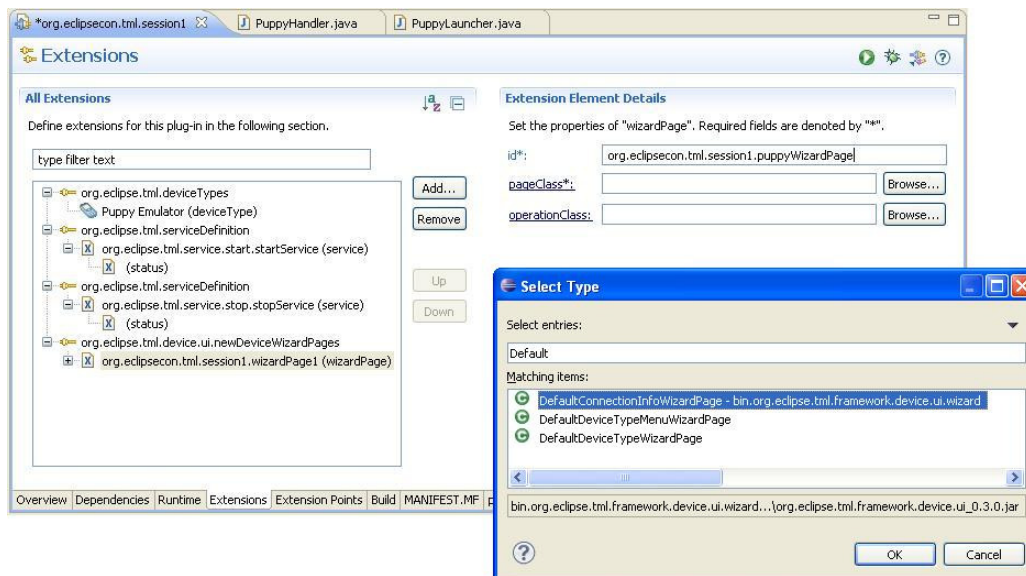 *org.eclipsecon.tml.session1
PuppyHandler.java
PuppyLauncher.java
Extensions
All Extensions
Define extensions for this plug-in in the following section.
type filter text
org.eclipse.tml.deviceTypes
Puppy Emulator (deviceType)
org.eclipse.tml.serviceDefinition
org.eclipse.tml.service.start.startService (service)
(status)
org.eclipse.tml.serviceDefinition
org.eclipse.tml.service.stop.stopService (service)
(status)
org.eclipse.tml.device.ui.newDeviceWizardPages
org.eclipsecon.tml.session1.wizardPage1 (wizardPage)
Add...
Remove
Up
Down
Extension Element Details
Set the properties of "wizardPage". Required fields are denoted by "*".
id*: org.eclipsecon.tml.session1.puppyWizardPage
pageClass*: Browse...
operationClass: Browse...
Overview Dependencies Runtime Extensions Extension Points Build MANIFEST.MF
Select Type
Select entries:
Default
Matching items:
DefaultConnectionInfoWizardPage - bin.org.eclipse.tml.framework.device.ui.wizard
DefaultDeviceTypeMenuWizardPage
DefaultDeviceTypeWizardPage
bin.org.eclipse.tml.framework.device.ui.wizard...\org.eclipse.tml.framework.device.ui_0.3.0.jar
OK Cancel